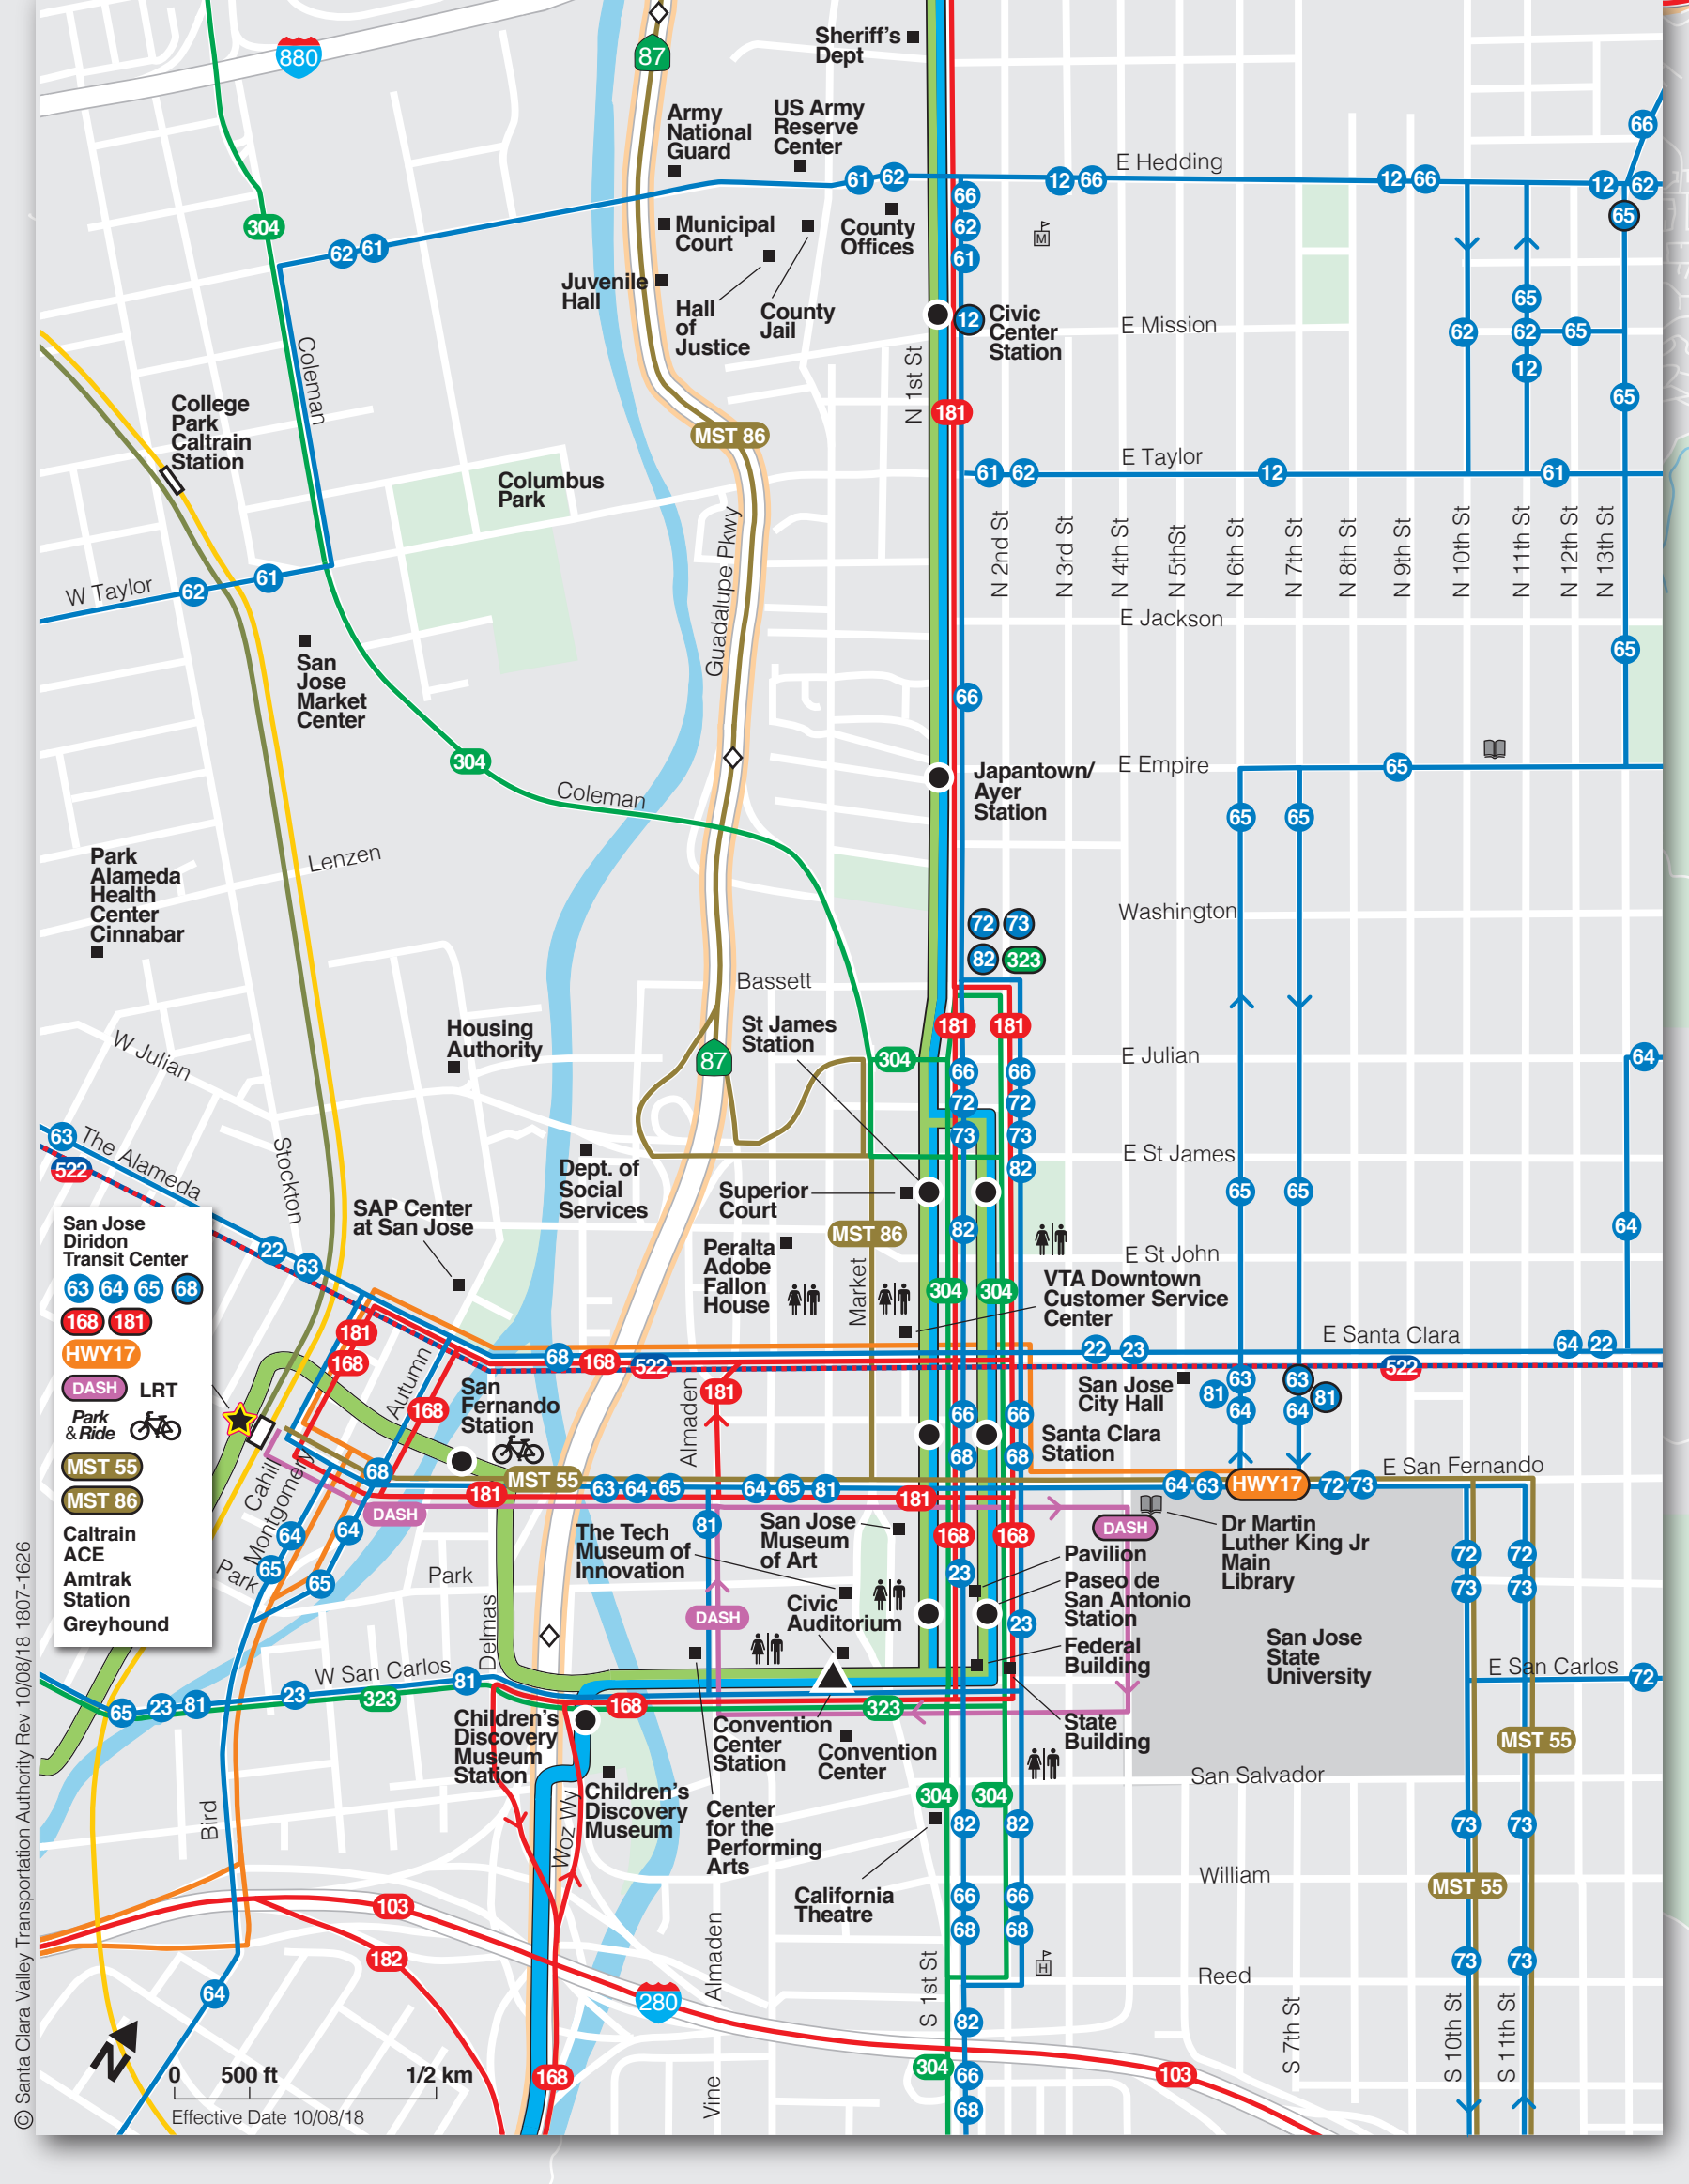 Sheriff's
Dept
87
880
Army
National
Guard
US Army
Reserve
Center
66
E Hedding
61
62
12
66
12
66
12
62
65
304
62
61
Municipal
Court
County
Offices
66
62
61
M
Juvenile
Hall
Hall
of
Justice
County
Jail
12
Civic
Center
Station
E Mission
65
62
62
65
12
65
Coleman
N 1st St
181
College
Park
Caltrain
Station
MST 86
Columbus
Park
E Taylor
61
62
12
61
Guadalupe Pkwy
N 2nd St
N 3rd St
N 4th St
N 5thSt
N 6th St
N 7th St
N 8th St
N 9th St
N 10th St
N 11th St
N 12th St
N 13th St
W Taylor
62
61
E Jackson
San
Jose
Market
Center
65
66
304
Japantown/
Ayer
Station
E Empire
65
Coleman
65
65
Lenzen
Park
Alameda
Health
Center
Cinnabar
Washington
72
73
82
323
Bassett
W Julian
Housing
Authority
St James
Station
181
181
87
304
E Julian
64
66
66
72
72
73
73
82
63
The Alameda
522
Stockton
Dept. of
Social
Services
E St James
Superior
Court
65
65
SAP Center
at San Jose
MST 86
82
64
San Jose
Diridon
Transit Center
63
64
65
68
168
181
HWY17
DASH
LRT
Park
& Ride
MST 55
MST 86
Caltrain
ACE
Amtrak
Station
Greyhound
22
63
Peralta
Adobe
Fallon
House
Market
E St John
VTA Downtown
Customer Service
Center
304
304
181
168
Autumn
68
168
522
22
23
E Santa Clara
64
22
522
San
Fernando
Station
168
Almaden
181
San Jose
City Hall
63
81
64
63
81
64
66
66
Santa Clara
Station
68
68
Cahill
Montgomery
68
MST 55
63
64
65
64
65
81
E San Fernando
64
63
HWY17
72
73
181
181
DASH
DASH
64
64
65
65
Park
Park
81
The Tech
Museum of
Innovation
San Jose
Museum
of Art
168
168
Dr Martin
Luther King Jr
Main
Library
Pavilion
Paseo de
San Antonio
Station
72
72
73
73
23
23
DASH
Civic
Auditorium
Federal
Building
San Jose
State
University
Delmas
W San Carlos
81
65
23
81
23
323
E San Carlos
72
168
323
Children's
Discovery
Museum
Station
Convention
Center
Station
Convention
Center
State
Building
MST 55
Children's
Discovery
Museum
Center
for the
Performing
Arts
San Salvador
304
304
82
82
73
73
Bird
Woz Wy
California
Theatre
William
66
66
68
68
MST 55
103
182
Almaden
S 1st St
H
Reed
73
73
64
280
82
S 7th St
S 10th St
S 11th St
304
66
68
103
168
Vine
N
0
500 ft
1/2 km
Effective Date 10/08/18
© Santa Clara Valley Transportation Authority Rev 10/08/18 1807-1626